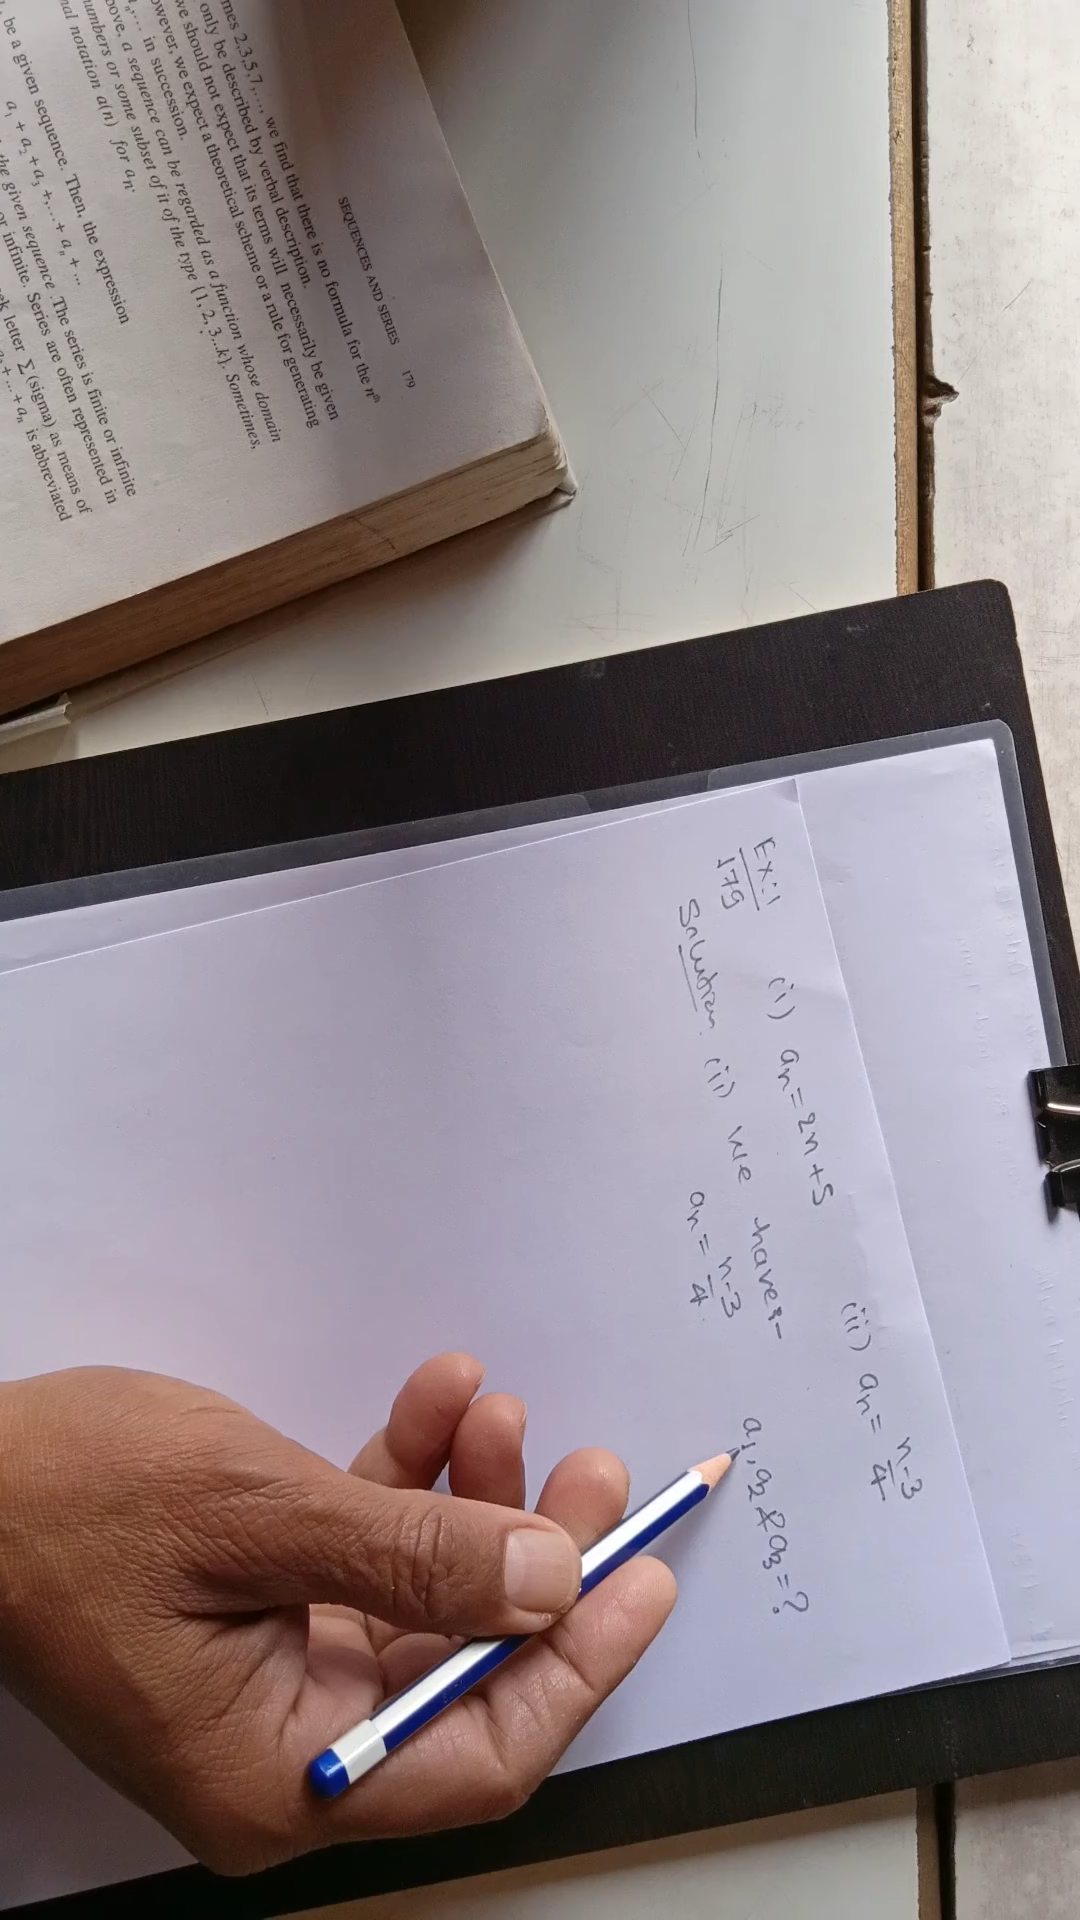 SEQUENCES AND SERIES 179
mes 2,3,5,7,..., we find that there is no formula for the nth
only be described by verbal description.
we should not expect that its terms will necessarily be given
owever, we expect a theoretical scheme or a rule for generating
,... in succession.
ove, a sequence can be regarded as a function whose domain
numbers or some subset of it of the type {1, 2, 3...k}. Sometimes,
nal notation a(n) for an.
be a given sequence. Then, the expression
a1 + a2 + a3 +,...+ an + ...
the given sequence .The series is finite or infinite
or infinite. Series are often represented in
letter Σ (sigma) as means of
+ ... + an is abbreviated
Ex:1 (i) an = 2n+5 (ii) an = n-3/4
179
Solution. (ii) We have:- a1, a2 & a3 = ?
an = n-3/4